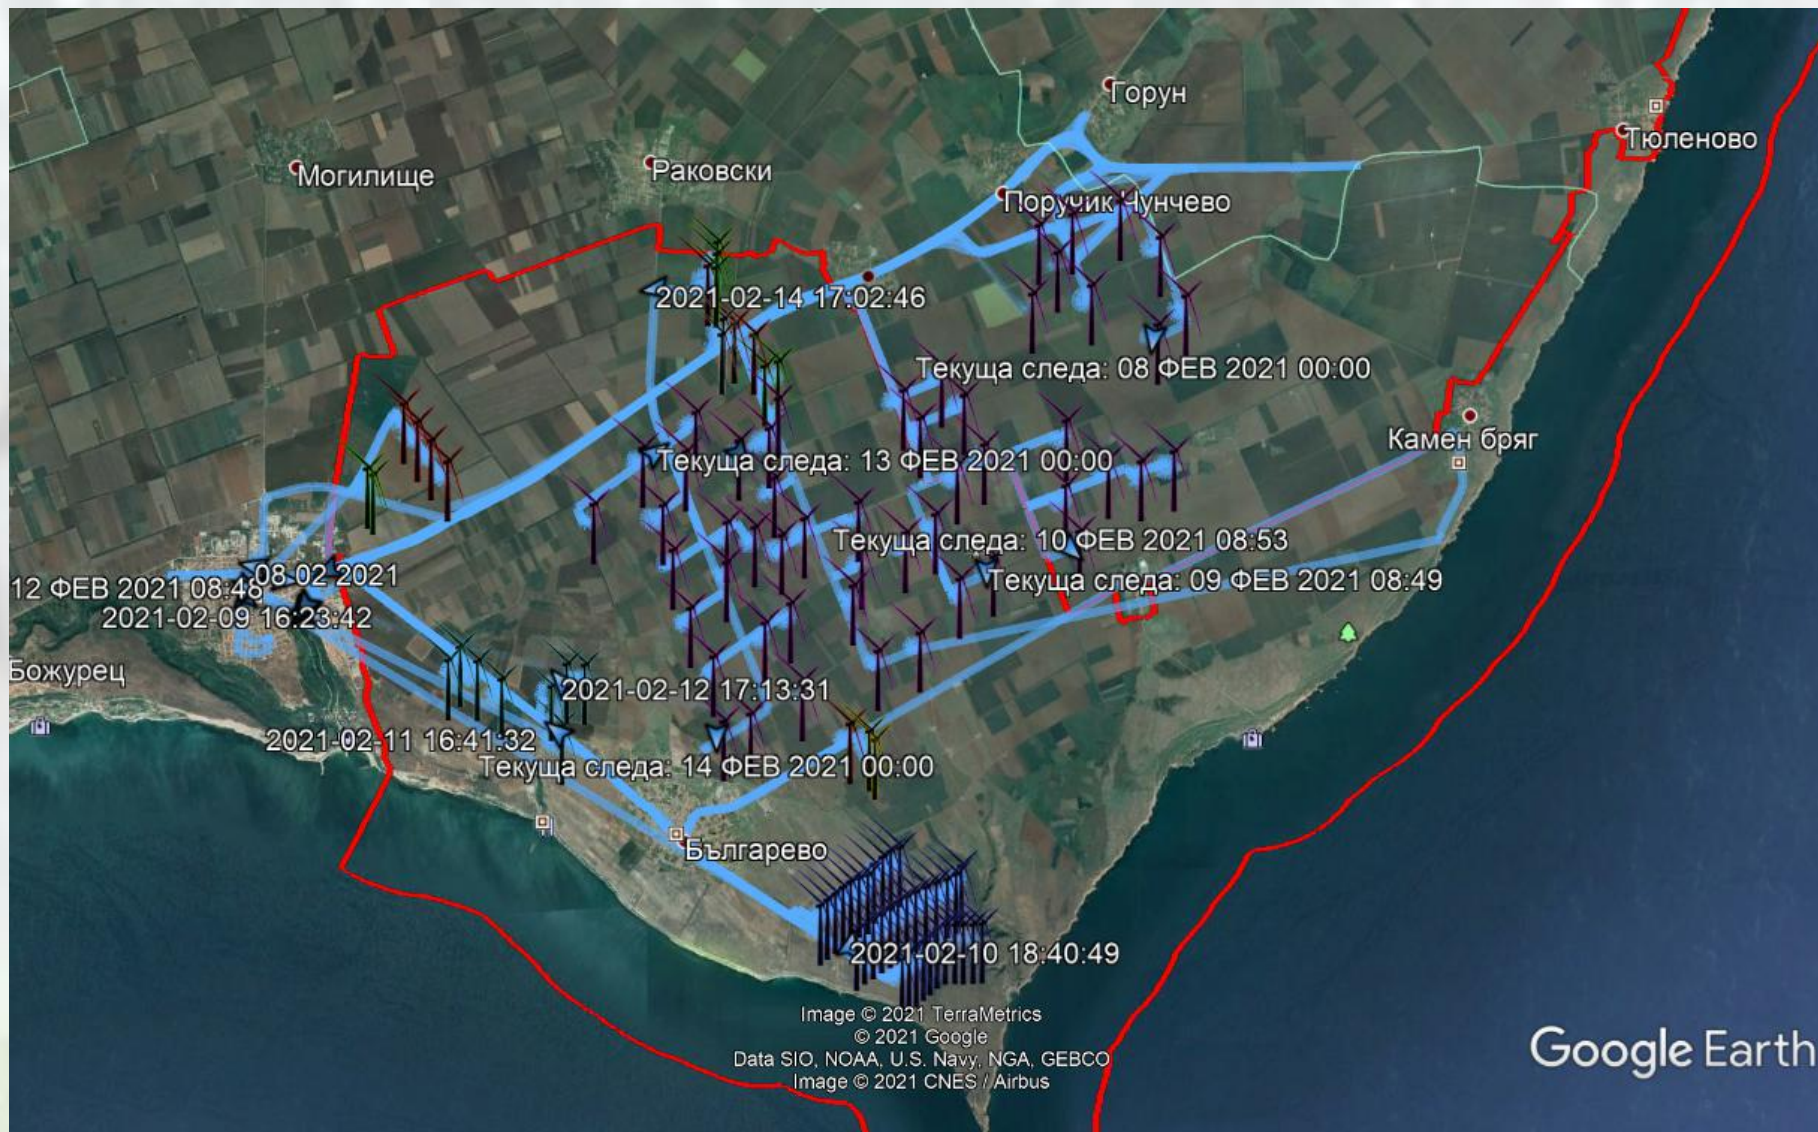 Горун
Тюленово
Могилище
Раковски
Поручик Чунчево
2021-02-14 17:02:46
Текуща следа: 08 ФЕВ 2021 00:00
Камен бряг
Текуща следа: 13 ФЕВ 2021 00:00
Текуща следа: 10 ФЕВ 2021 08:53
12 ФЕВ 2021 08:48
08 02 2021
Текуща следа: 09 ФЕВ 2021 08:49
2021-02-09 16:23:42
Божурец
2021-02-12 17:13:31
2021-02-11 16:41:32
Текуща следа: 14 ФЕВ 2021 00:00
Българево
2021-02-10 18:40:49
Image © 2021 TerraMetrics
© 2021 Google
Data SIO, NOAA, U.S. Navy, NGA, GEBCO
Image © 2021 CNES / Airbus
Google Earth